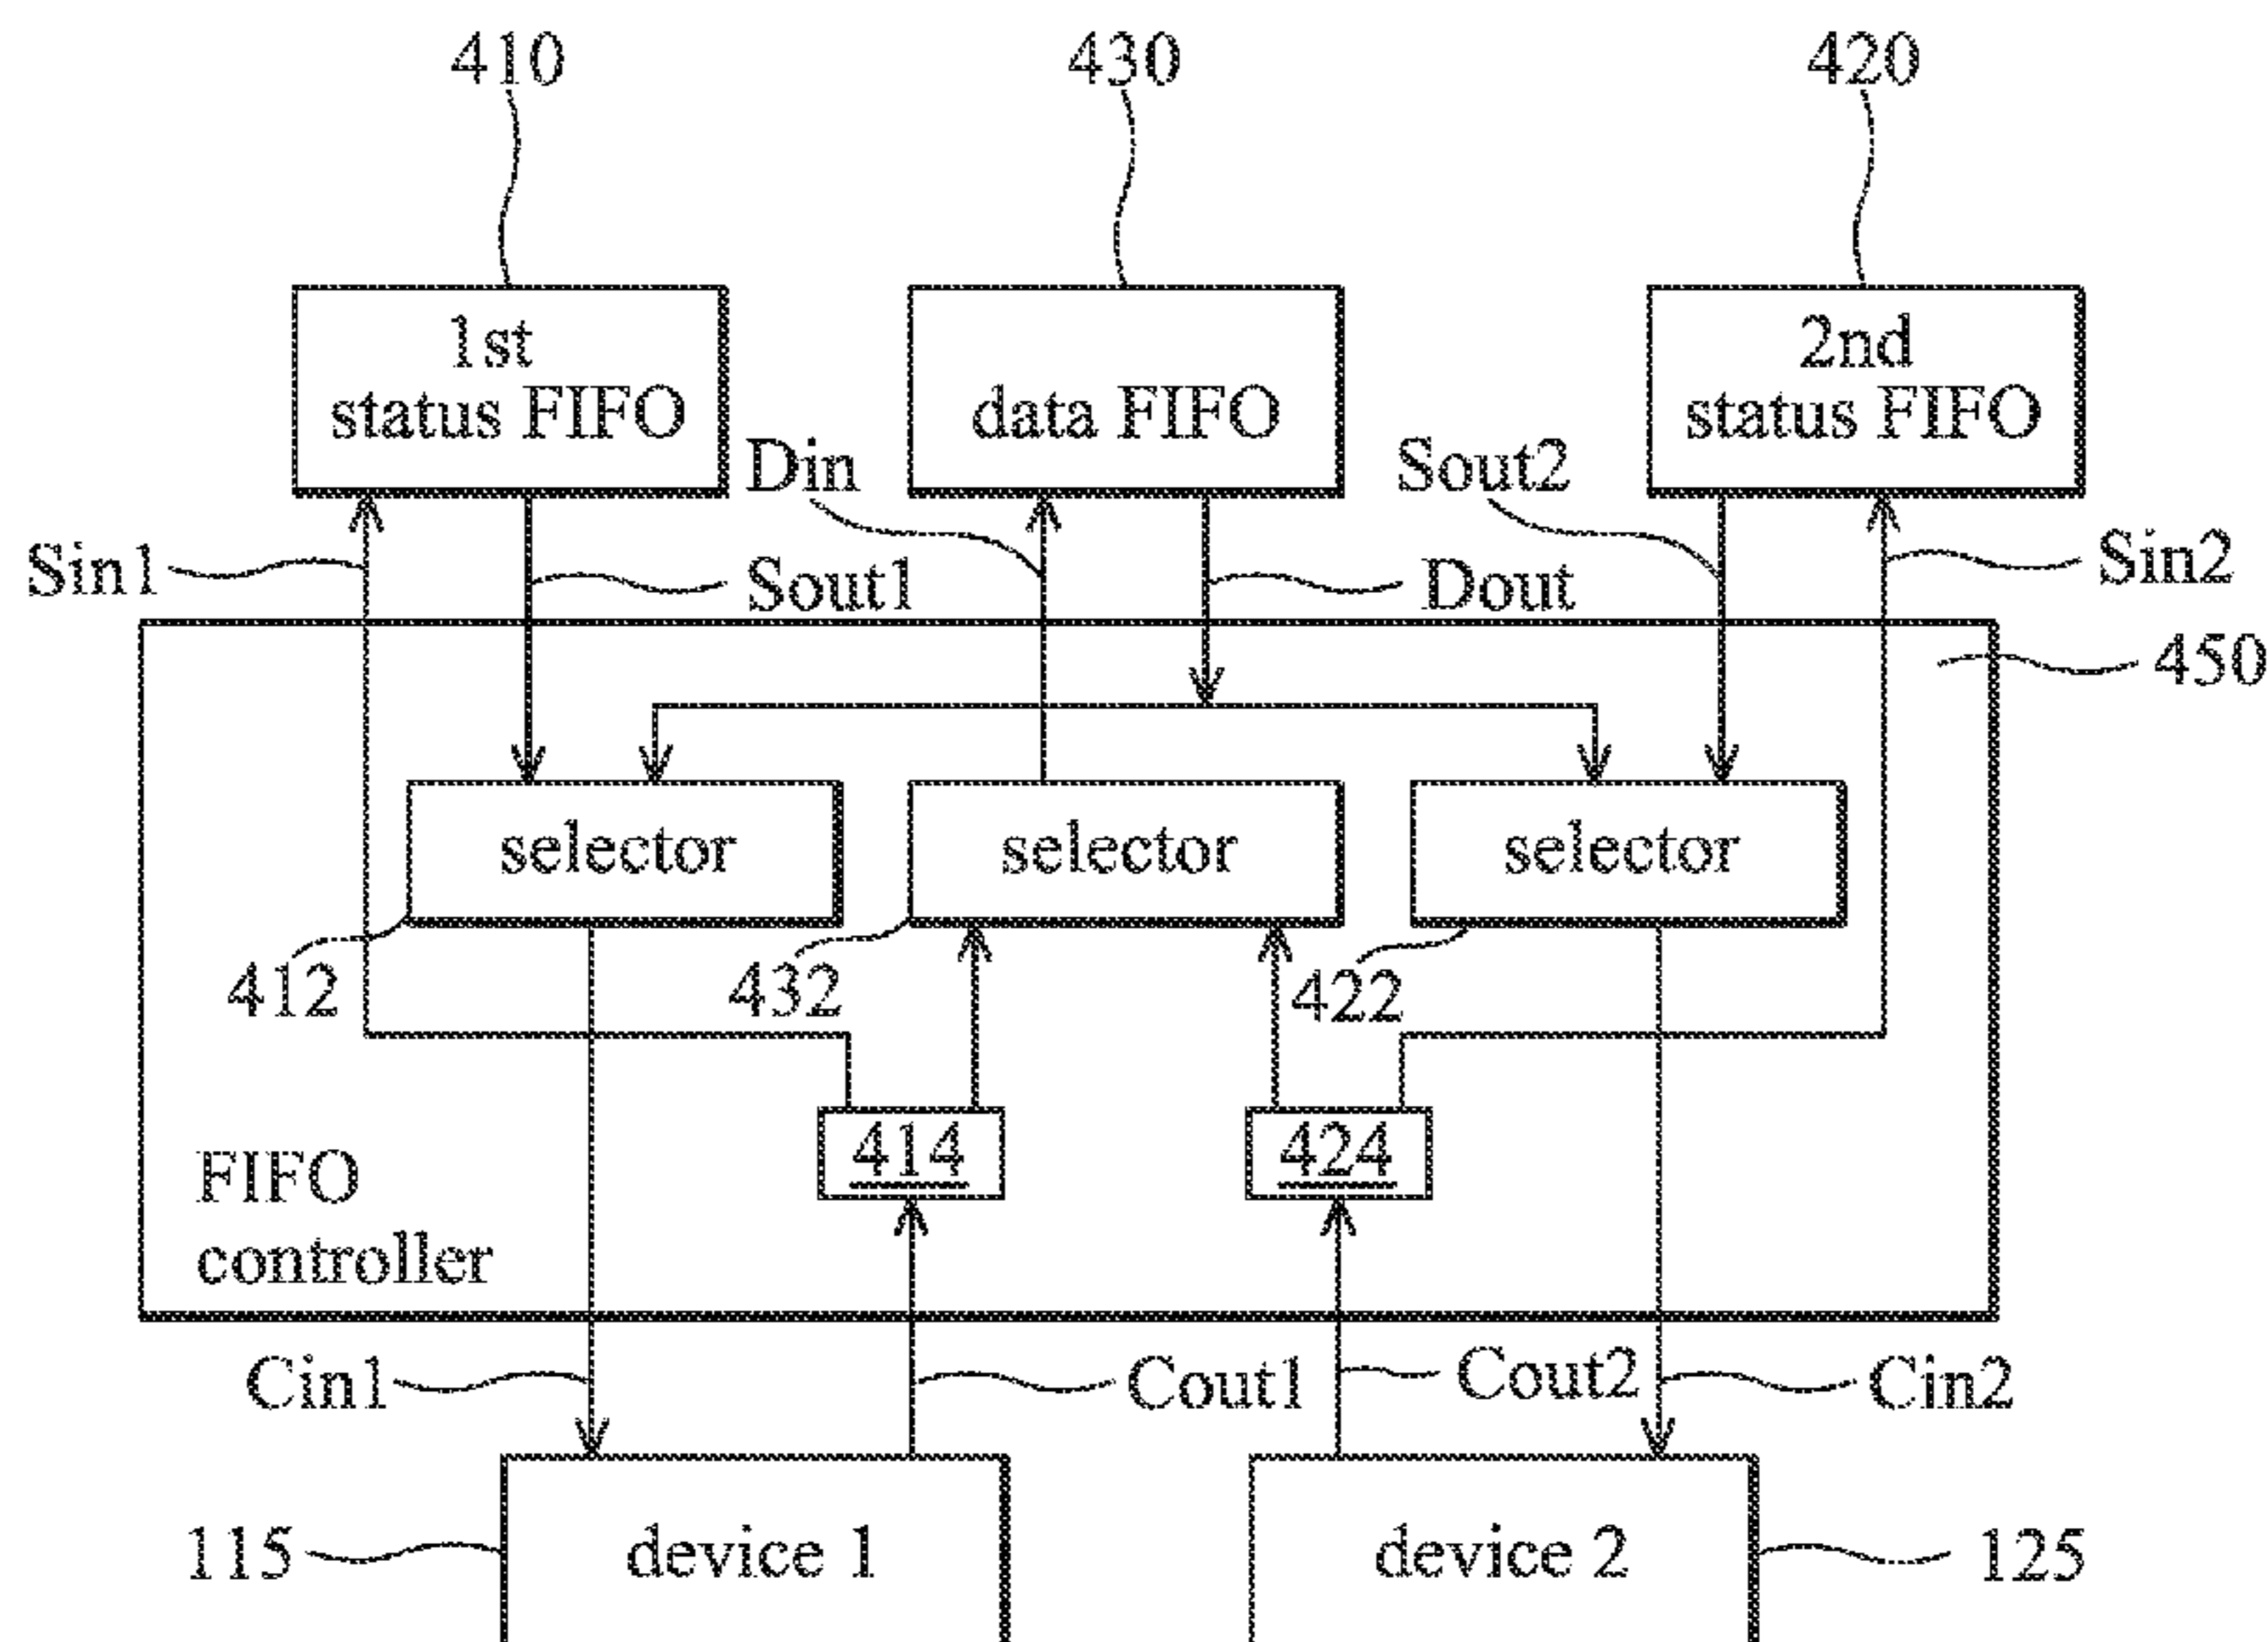 410
430
420
1st
status FIFO
data FIFO
2nd
status FIFO
Din
Sout2
Sin1
Sout1
Dout
Sin2
450
selector
selector
selector
412
432
422
414
424
FIFO
controller
Cin1
Cout1
Cout2
Cin2
115
device 1
device 2
125